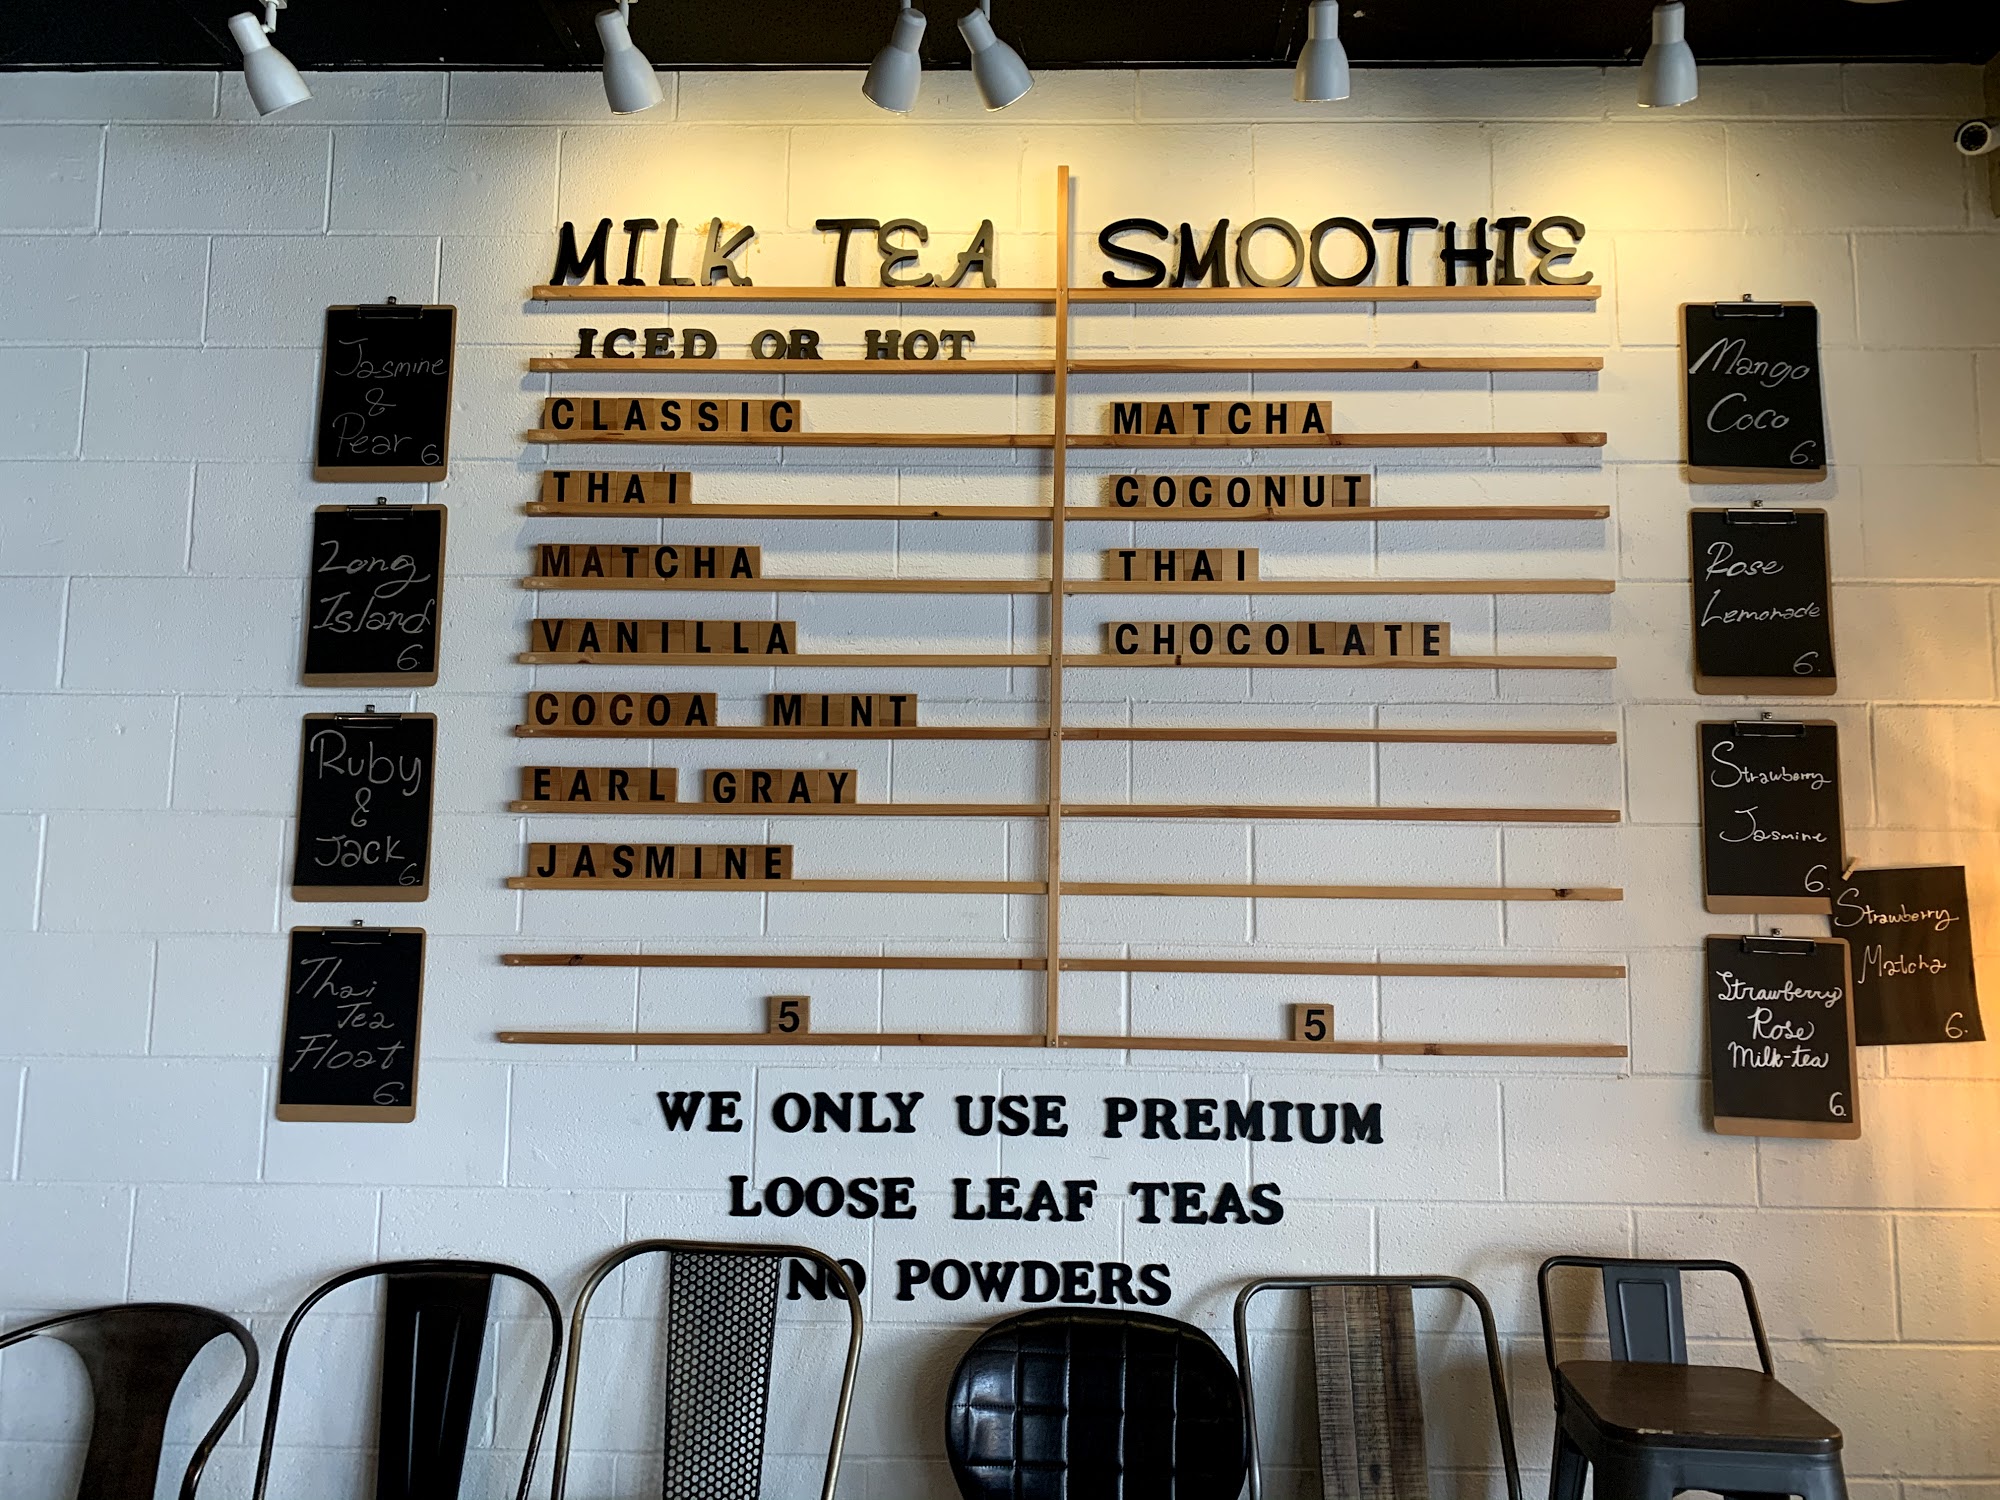 MILK TEA
ICED OR HOT
CLASSIC
THAI
MATCHA
VANILLA
COCOA MINT
EARL GRAY
JASMINE
5
SMOOTHIE
MATCHA
COCONUT
THAI
CHOCOLATE
5
WE ONLY USE PREMIUM
LOOSE LEAF TEAS
NO POWDERS
Jasmine
&
Pear
6.
Long
Island
6.
Ruby
&
Jack
6.
Thai
Tea
Float
6.
Mango
Coco
6.
Rose
Lemonade
6.
Strawberry
Jasmine
6.
Strawberry
Matcha
6.
Strawberry
Rose
Milk-tea
6.